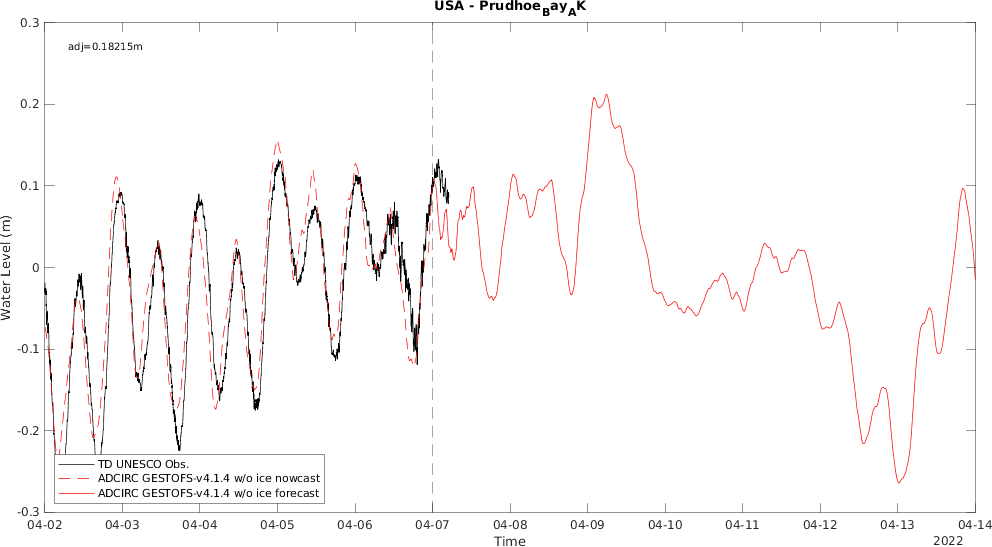 USA - Prudhoe_Bay_AK
adj=0.18215m
0.3
0.2
0.1
0
-0.1
-0.2
-0.3
Water Level (m)
TD UNESCO Obs.
ADCIRC GESTOFS-v4.1.4 w/o ice nowcast
ADCIRC GESTOFS-v4.1.4 w/o ice forecast
04-02 04-03 04-04 04-05 04-06 04-07 04-08 04-09 04-10 04-11 04-12 04-13 04-14
Time
2022